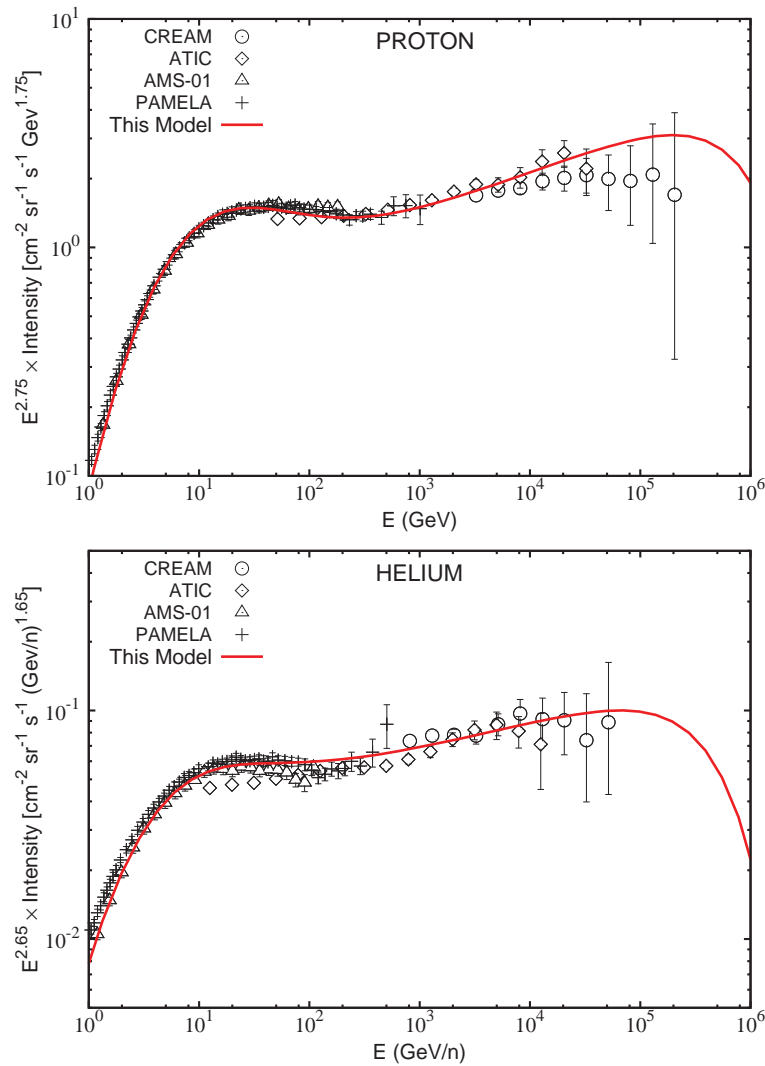 PROTON
CREAM
ATIC
AMS-01
PAMELA
This Model
E^2.75 × Intensity [cm^-2 sr^-1 s^-1 Gev^1.75]
10^1
10^0
10^-1
10^0 10^1 10^2 10^3 10^4 10^5 10^6
E (GeV)
HELIUM
CREAM
ATIC
AMS-01
PAMELA
This Model
E^2.65 × Intensity [cm^-2 sr^-1 s^-1 (Gev/n)^1.65]
10^-1
10^-2
10^0 10^1 10^2 10^3 10^4 10^5 10^6
E (GeV/n)